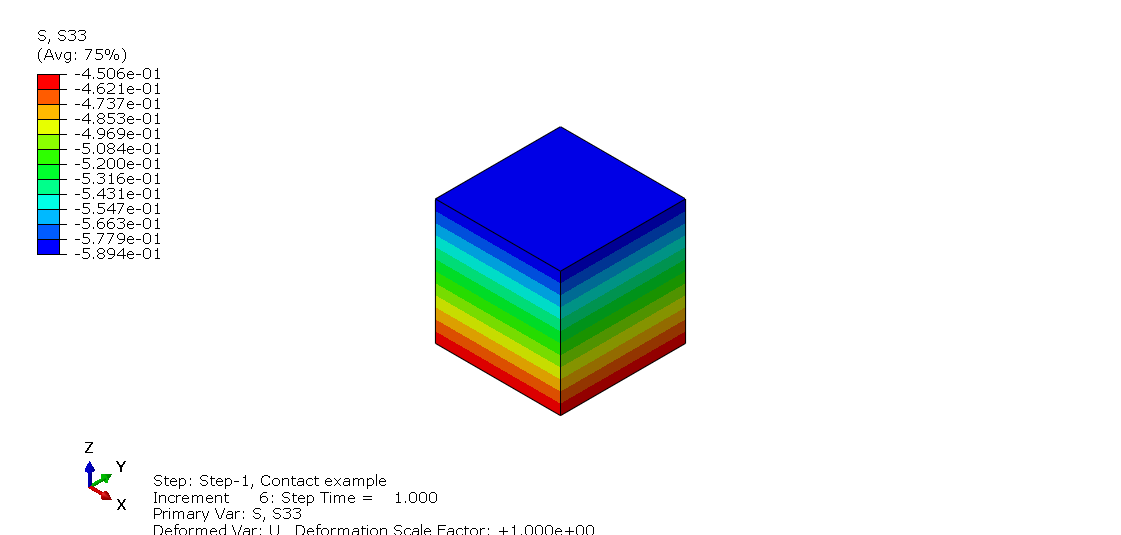 S, S33
(Avg: 75%)
-4.506e-01
-4.621e-01
-4.737e-01
-4.853e-01
-4.969e-01
-5.084e-01
-5.200e-01
-5.316e-01
-5.431e-01
-5.547e-01
-5.663e-01
-5.779e-01
-5.894e-01
Z
Y
X
Step: Step-1, Contact example
Increment 6: Step Time = 1.000
Primary Var: S, S33
Deformed Var: U Deformation Scale Factor: +1.000e+00